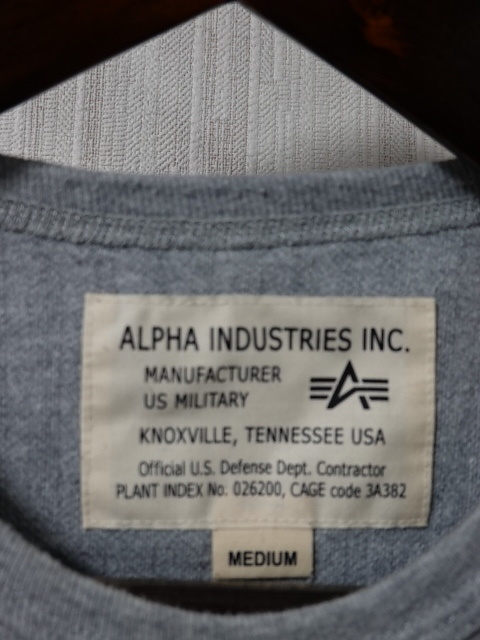 ALPHA INDUSTRIES INC.
MANUFACTURER
US MILITARY
KNOXVILLE, TENNESSEE USA
Official U.S. Defense Dept. Contractor
PLANT INDEX No. 026200, CAGE code 3A382
MEDIUM